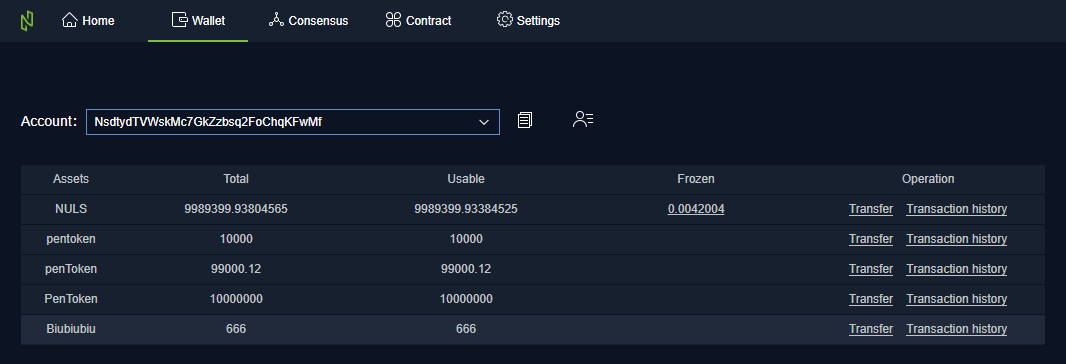 Home Wallet Consensus Contract Settings
Account: NsdtydTVWskMc7GkZzbsq2FoChqKFwMf
Assets Total Usable Frozen Operation
NULS 9989399.93804565 9989399.93384525 0.0042004 Transfer Transaction history
pentoken 10000 10000 Transfer Transaction history
penToken 99000.12 99000.12 Transfer Transaction history
PenToken 10000000 10000000 Transfer Transaction history
Biubiubiu 666 666 Transfer Transaction history